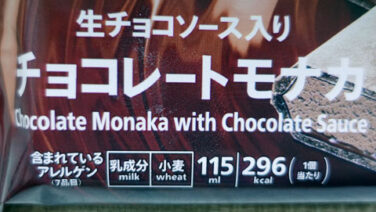 生チョコソース入り
チョコレートモナカ
Chocolate Monaka with Chocolate Sauce
含まれている アレルゲン (7品目) 乳成分 milk 小麦 wheat 115 ml 296 kcal (1個当たり)